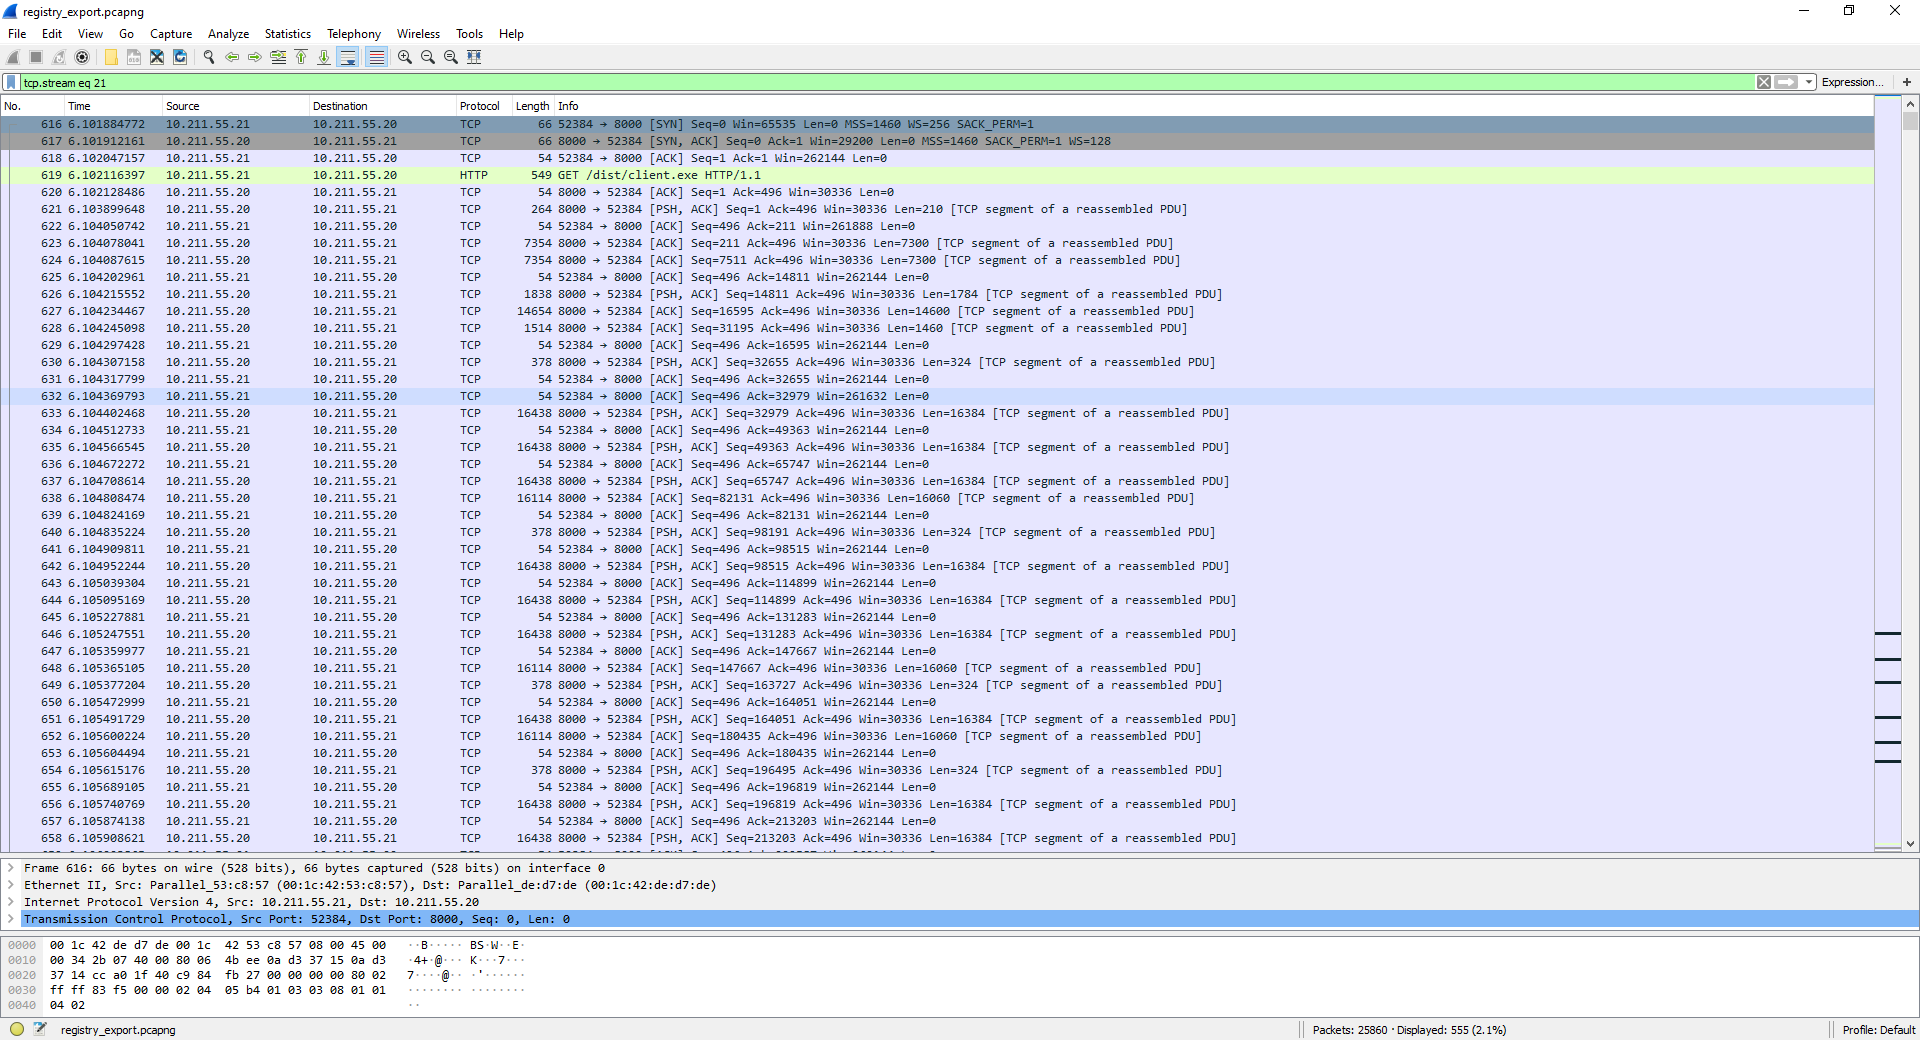 registry_export.pcapng
File Edit View Go Capture Analyze Statistics Telephony Wireless Tools Help
tcp.stream eq 21 Expression... +
No. Time Source Destination Protocol Length Info
616 6.101884772 10.211.55.21 10.211.55.20 TCP 66 52384 → 8000 [SYN] Seq=0 Win=65535 Len=0 MSS=1460 WS=256 SACK_PERM=1
617 6.101912161 10.211.55.20 10.211.55.21 TCP 66 8000 → 52384 [SYN, ACK] Seq=0 Ack=1 Win=29200 Len=0 MSS=1460 SACK_PERM=1 WS=128
618 6.102047157 10.211.55.21 10.211.55.20 TCP 54 52384 → 8000 [ACK] Seq=1 Ack=1 Win=262144 Len=0
619 6.102116397 10.211.55.21 10.211.55.20 HTTP 549 GET /dist/client.exe HTTP/1.1
620 6.102128486 10.211.55.20 10.211.55.21 TCP 54 8000 → 52384 [ACK] Seq=1 Ack=496 Win=30336 Len=0
621 6.103899648 10.211.55.20 10.211.55.21 TCP 264 8000 → 52384 [PSH, ACK] Seq=1 Ack=496 Win=30336 Len=210 [TCP segment of a reassembled PDU]
622 6.104050742 10.211.55.21 10.211.55.20 TCP 54 52384 → 8000 [ACK] Seq=496 Ack=211 Win=261888 Len=0
623 6.104078041 10.211.55.20 10.211.55.21 TCP 7354 8000 → 52384 [ACK] Seq=211 Ack=496 Win=30336 Len=7300 [TCP segment of a reassembled PDU]
624 6.104087615 10.211.55.20 10.211.55.21 TCP 7354 8000 → 52384 [ACK] Seq=7511 Ack=496 Win=30336 Len=7300 [TCP segment of a reassembled PDU]
625 6.104202961 10.211.55.21 10.211.55.20 TCP 54 52384 → 8000 [ACK] Seq=496 Ack=14811 Win=262144 Len=0
626 6.104215552 10.211.55.20 10.211.55.21 TCP 1838 8000 → 52384 [PSH, ACK] Seq=14811 Ack=496 Win=30336 Len=1784 [TCP segment of a reassembled PDU]
627 6.104234467 10.211.55.20 10.211.55.21 TCP 14654 8000 → 52384 [ACK] Seq=16595 Ack=496 Win=30336 Len=14600 [TCP segment of a reassembled PDU]
628 6.104245098 10.211.55.20 10.211.55.21 TCP 1514 8000 → 52384 [ACK] Seq=31195 Ack=496 Win=30336 Len=1460 [TCP segment of a reassembled PDU]
629 6.104297428 10.211.55.21 10.211.55.20 TCP 54 52384 → 8000 [ACK] Seq=496 Ack=16595 Win=262144 Len=0
630 6.104307158 10.211.55.20 10.211.55.21 TCP 378 8000 → 52384 [PSH, ACK] Seq=32655 Ack=496 Win=30336 Len=324 [TCP segment of a reassembled PDU]
631 6.104317799 10.211.55.21 10.211.55.20 TCP 54 52384 → 8000 [ACK] Seq=496 Ack=32655 Win=262144 Len=0
632 6.104369793 10.211.55.21 10.211.55.20 TCP 54 52384 → 8000 [ACK] Seq=496 Ack=32979 Win=261632 Len=0
633 6.104402468 10.211.55.20 10.211.55.21 TCP 16438 8000 → 52384 [PSH, ACK] Seq=32979 Ack=496 Win=30336 Len=16384 [TCP segment of a reassembled PDU]
634 6.104512733 10.211.55.21 10.211.55.20 TCP 54 52384 → 8000 [ACK] Seq=496 Ack=49363 Win=262144 Len=0
635 6.104566545 10.211.55.20 10.211.55.21 TCP 16438 8000 → 52384 [PSH, ACK] Seq=49363 Ack=496 Win=30336 Len=16384 [TCP segment of a reassembled PDU]
636 6.104672272 10.211.55.21 10.211.55.20 TCP 54 52384 → 8000 [ACK] Seq=496 Ack=65747 Win=262144 Len=0
637 6.104708614 10.211.55.20 10.211.55.21 TCP 16438 8000 → 52384 [PSH, ACK] Seq=65747 Ack=496 Win=30336 Len=16384 [TCP segment of a reassembled PDU]
638 6.104808474 10.211.55.20 10.211.55.21 TCP 16114 8000 → 52384 [ACK] Seq=82131 Ack=496 Win=30336 Len=16060 [TCP segment of a reassembled PDU]
639 6.104824169 10.211.55.21 10.211.55.20 TCP 54 52384 → 8000 [ACK] Seq=496 Ack=82131 Win=262144 Len=0
640 6.104835224 10.211.55.20 10.211.55.21 TCP 378 8000 → 52384 [PSH, ACK] Seq=98191 Ack=496 Win=30336 Len=324 [TCP segment of a reassembled PDU]
641 6.104909811 10.211.55.21 10.211.55.20 TCP 54 52384 → 8000 [ACK] Seq=496 Ack=98515 Win=262144 Len=0
642 6.104952244 10.211.55.20 10.211.55.21 TCP 16438 8000 → 52384 [PSH, ACK] Seq=98515 Ack=496 Win=30336 Len=16384 [TCP segment of a reassembled PDU]
643 6.105039304 10.211.55.21 10.211.55.20 TCP 54 52384 → 8000 [ACK] Seq=496 Ack=114899 Win=262144 Len=0
644 6.105095169 10.211.55.20 10.211.55.21 TCP 16438 8000 → 52384 [PSH, ACK] Seq=114899 Ack=496 Win=30336 Len=16384 [TCP segment of a reassembled PDU]
645 6.105227881 10.211.55.21 10.211.55.20 TCP 54 52384 → 8000 [ACK] Seq=496 Ack=131283 Win=262144 Len=0
646 6.105247551 10.211.55.20 10.211.55.21 TCP 16438 8000 → 52384 [PSH, ACK] Seq=131283 Ack=496 Win=30336 Len=16384 [TCP segment of a reassembled PDU]
647 6.105359977 10.211.55.21 10.211.55.20 TCP 54 52384 → 8000 [ACK] Seq=496 Ack=147667 Win=262144 Len=0
648 6.105365105 10.211.55.20 10.211.55.21 TCP 16114 8000 → 52384 [ACK] Seq=147667 Ack=496 Win=30336 Len=16060 [TCP segment of a reassembled PDU]
649 6.105377204 10.211.55.20 10.211.55.21 TCP 378 8000 → 52384 [PSH, ACK] Seq=163727 Ack=496 Win=30336 Len=324 [TCP segment of a reassembled PDU]
650 6.105472999 10.211.55.21 10.211.55.20 TCP 54 52384 → 8000 [ACK] Seq=496 Ack=164051 Win=262144 Len=0
651 6.105491729 10.211.55.20 10.211.55.21 TCP 16438 8000 → 52384 [PSH, ACK] Seq=164051 Ack=496 Win=30336 Len=16384 [TCP segment of a reassembled PDU]
652 6.105600224 10.211.55.20 10.211.55.21 TCP 16114 8000 → 52384 [ACK] Seq=180435 Ack=496 Win=30336 Len=16060 [TCP segment of a reassembled PDU]
653 6.105604494 10.211.55.21 10.211.55.20 TCP 54 52384 → 8000 [ACK] Seq=496 Ack=180435 Win=262144 Len=0
654 6.105615176 10.211.55.20 10.211.55.21 TCP 378 8000 → 52384 [PSH, ACK] Seq=196495 Ack=496 Win=30336 Len=324 [TCP segment of a reassembled PDU]
655 6.105689105 10.211.55.21 10.211.55.20 TCP 54 52384 → 8000 [ACK] Seq=496 Ack=196819 Win=262144 Len=0
656 6.105740769 10.211.55.20 10.211.55.21 TCP 16438 8000 → 52384 [PSH, ACK] Seq=196819 Ack=496 Win=30336 Len=16384 [TCP segment of a reassembled PDU]
657 6.105874138 10.211.55.21 10.211.55.20 TCP 54 52384 → 8000 [ACK] Seq=496 Ack=213203 Win=262144 Len=0
658 6.105908621 10.211.55.20 10.211.55.21 TCP 16438 8000 → 52384 [PSH, ACK] Seq=213203 Ack=496 Win=30336 Len=16384 [TCP segment of a reassembled PDU]
Frame 616: 66 bytes on wire (528 bits), 66 bytes captured (528 bits) on interface 0
Ethernet II, Src: Parallel_53:c8:57 (00:1c:42:53:c8:57), Dst: Parallel_de:d7:de (00:1c:42:de:d7:de)
Internet Protocol Version 4, Src: 10.211.55.21, Dst: 10.211.55.20
Transmission Control Protocol, Src Port: 52384, Dst Port: 8000, Seq: 0, Len: 0
0000 00 1c 42 de d7 de 00 1c 42 53 c8 57 08 00 45 00 ··B····· BS·W··E·
0010 00 34 2b 07 40 00 80 06 4b ee 0a d3 37 15 0a d3 ·4+·@··· K···7···
0020 37 14 cc a0 1f 40 c9 84 fb 27 00 00 00 00 80 02 7····@·· ·'······
0030 ff ff 83 f5 00 00 02 04 05 b4 01 03 03 08 01 01 ········ ········
0040 04 02 ··
registry_export.pcapng Packets: 25860 · Displayed: 555 (2.1%) Profile: Default